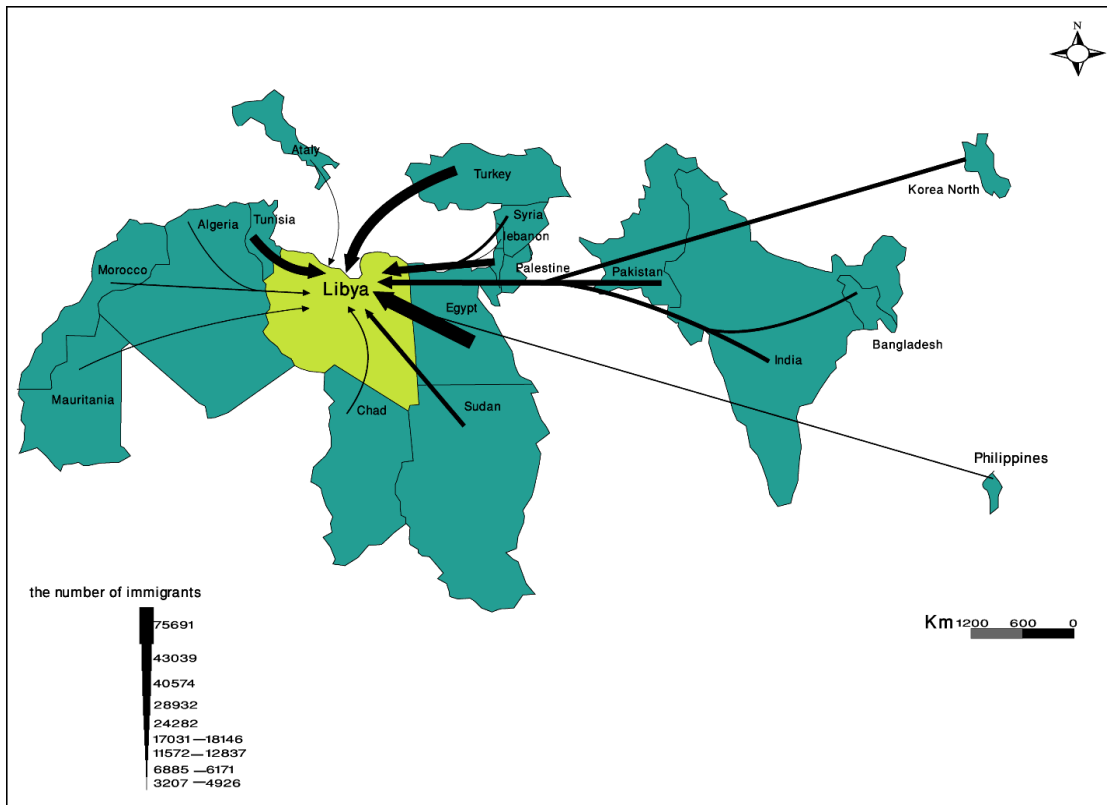 N
Ataly
Turkey
Korea North
Algeria
Tunisia
Syria
lebanon
Morocco
Palestine
Pakistan
Libya
Egypt
Bangladesh
India
Mauritania
Chad
Sudan
Philippines
the number of immigrants
75691
43039
40574
28932
24282
17031—18146
11572—12837
6885—6171
3207—4926
Km 1200 600 0